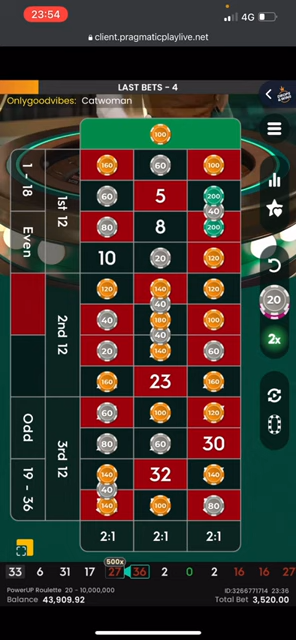 23:54
4G
client.pragmaticplaylive.net
LAST BETS - 4
Onlygoodvibes: Catwoman
100
1 - 18
Even
Odd
19 - 36
1st 12
2nd 12
3rd 12
160 60 100
60 5 200
40
80 8 200
10 20 120
120 140 120
40
40 180 100
40
20 140 60
160 23 160
60 100 120
80 60 30
140 32 140
40
140 100 80
2:1 2:1 2:1
20
2x
500x
33 6 31 17 27 36 2 0 2 16 16 27
PowerUP Roulette 20 - 10,000,000
ID:3266771714 23:36
Balance 43,909.92
Total Bet 3,520.00